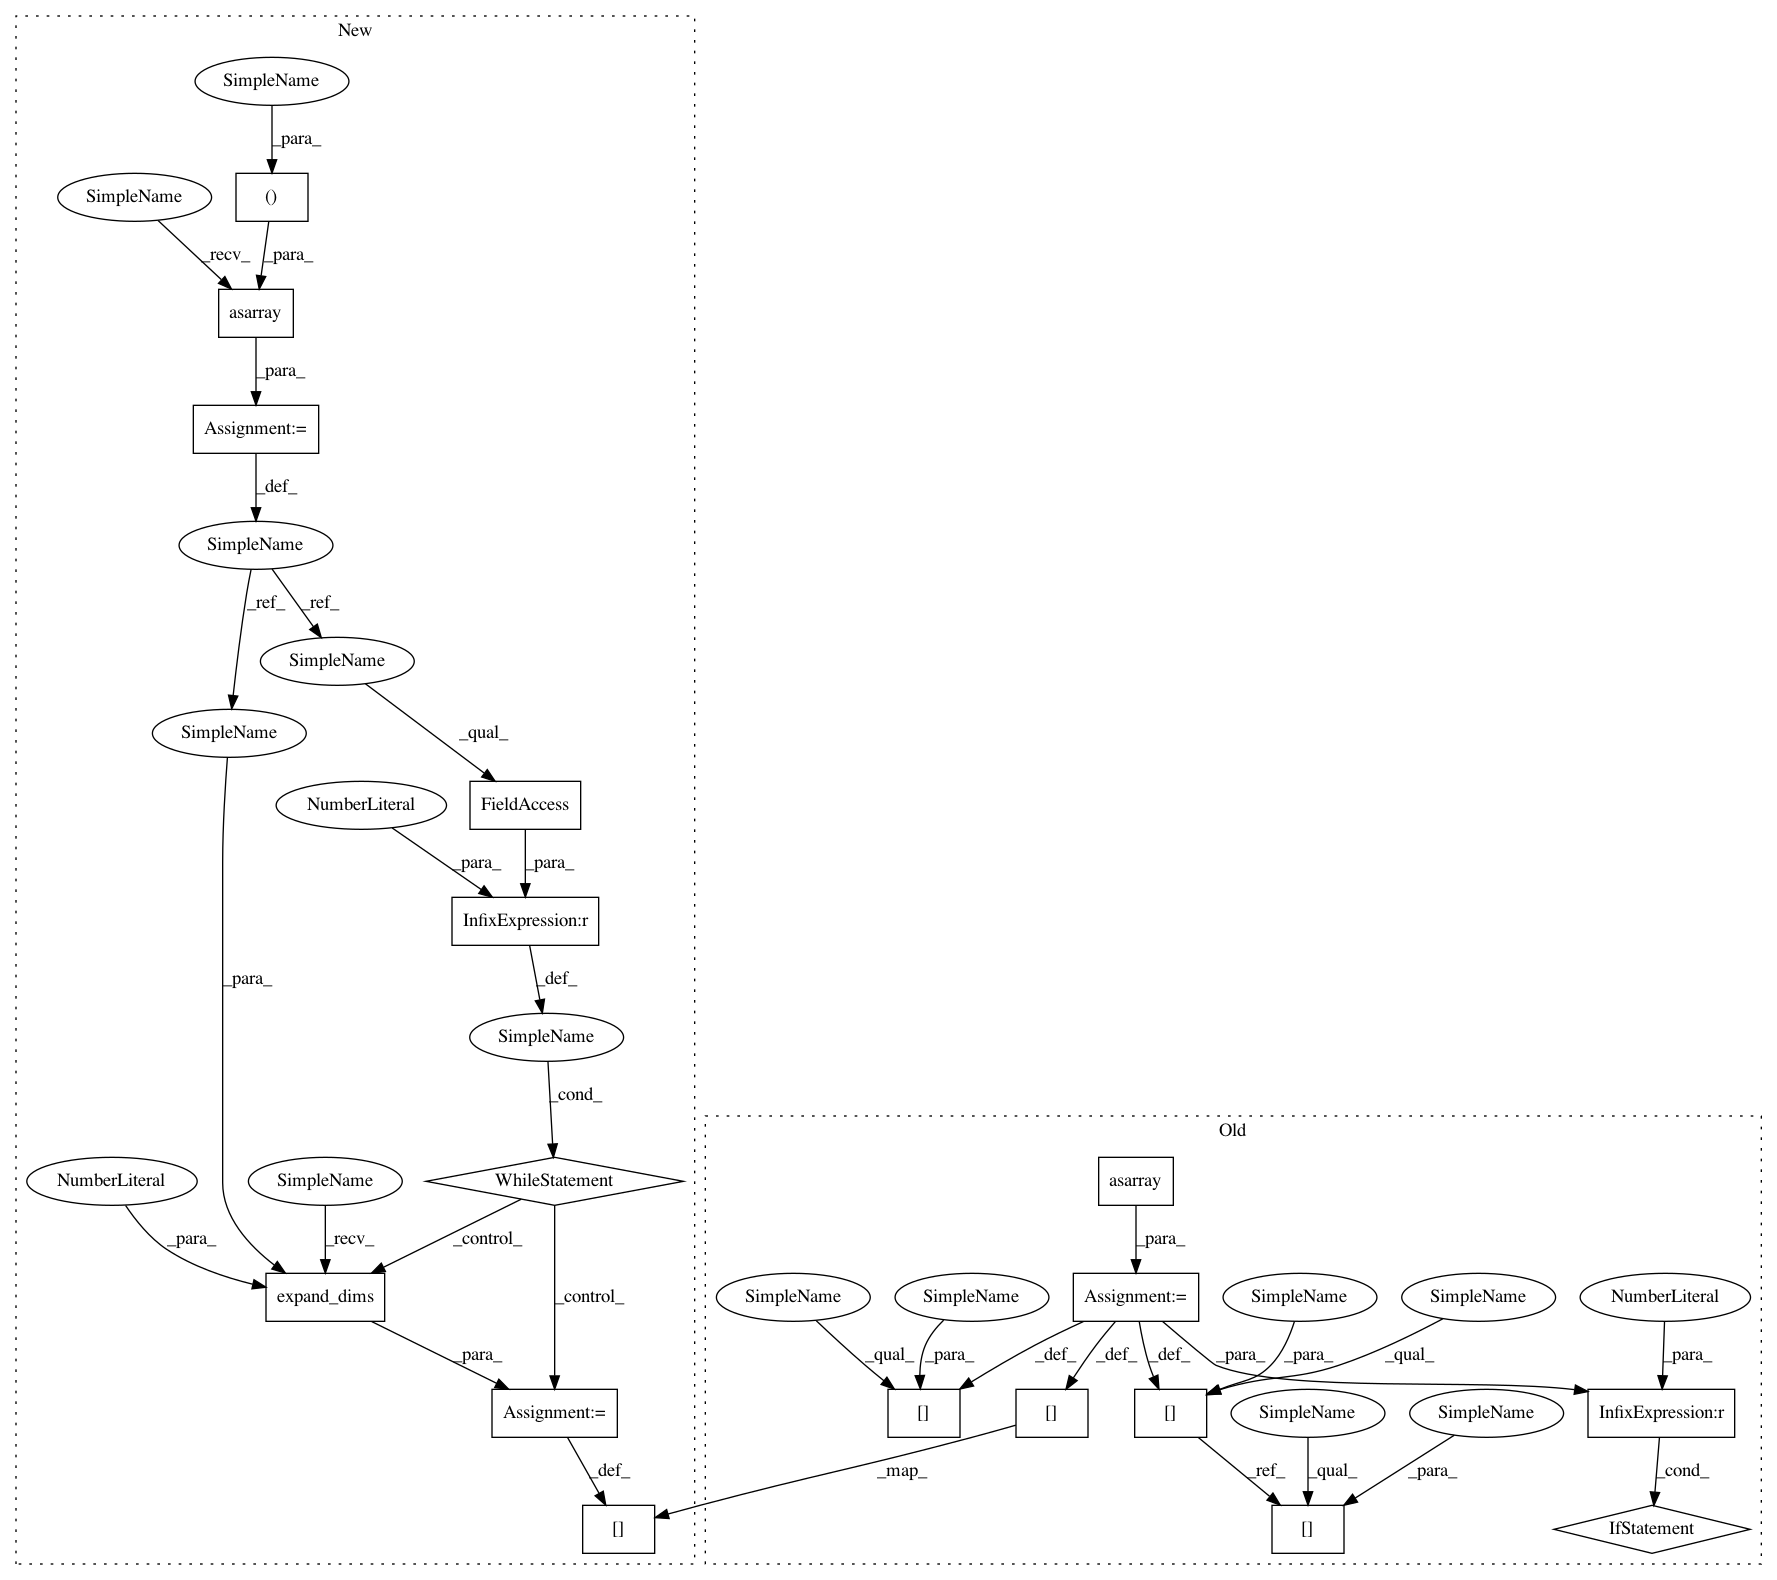 New
SimpleName
_para_
SimpleName
()
_recv_
_para_
asarray
_para_
Assignment:=
_def_
SimpleName
_ref_
_ref_
SimpleName
SimpleName
_qual_
NumberLiteral
FieldAccess
_para_
_para_
InfixExpression:r
_para_
_def_
SimpleName
_cond_
NumberLiteral
SimpleName
WhileStatement
_para_
_recv_
_control_
expand_dims
_control_
_para_
Assignment:=
_def_
[]
Old
asarray
_para_
SimpleName
SimpleName
Assignment:=
SimpleName
SimpleName
NumberLiteral
_qual_
_para_
_def_
_def_
_def_
_para_
_para_
_qual_
_para_
[]
[]
[]
SimpleName
SimpleName
InfixExpression:r
_map_
_ref_
_qual_
_para_
_cond_
[]
IfStatement